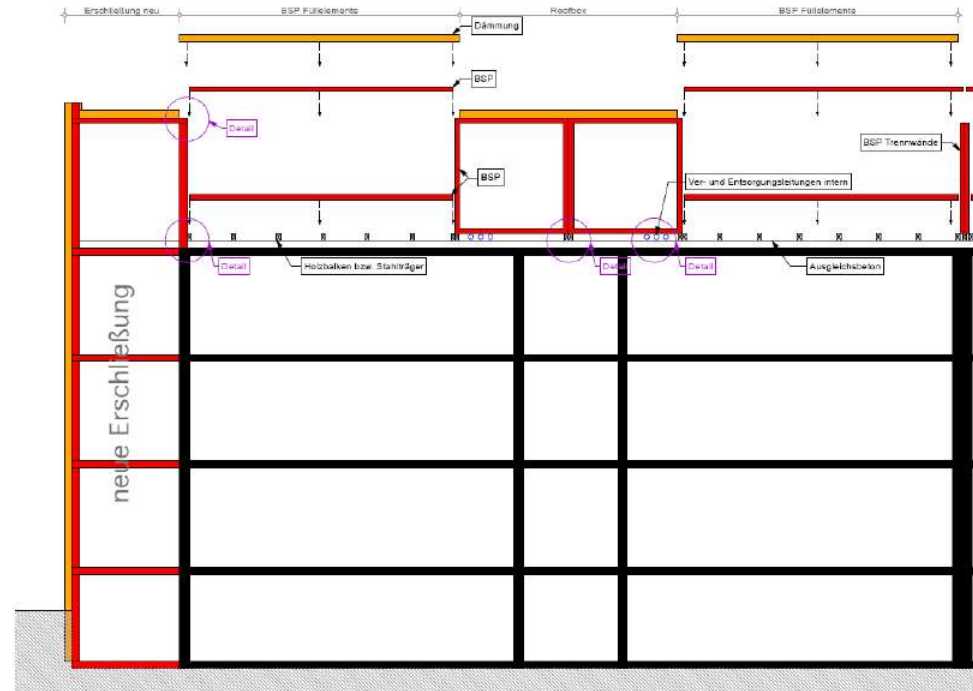 Erschließung neu
BSP Füllelemente
Roofbox
BSP Füllelemente
Dämmung
BSP
Detail
BSP Trennwände
BSP
Ver- und Entsorgungsleitungen intern
Detail
Holzbalken bzw. Stahlträger
Detail
Detail
Ausgleichsbeton
neue Erschließung